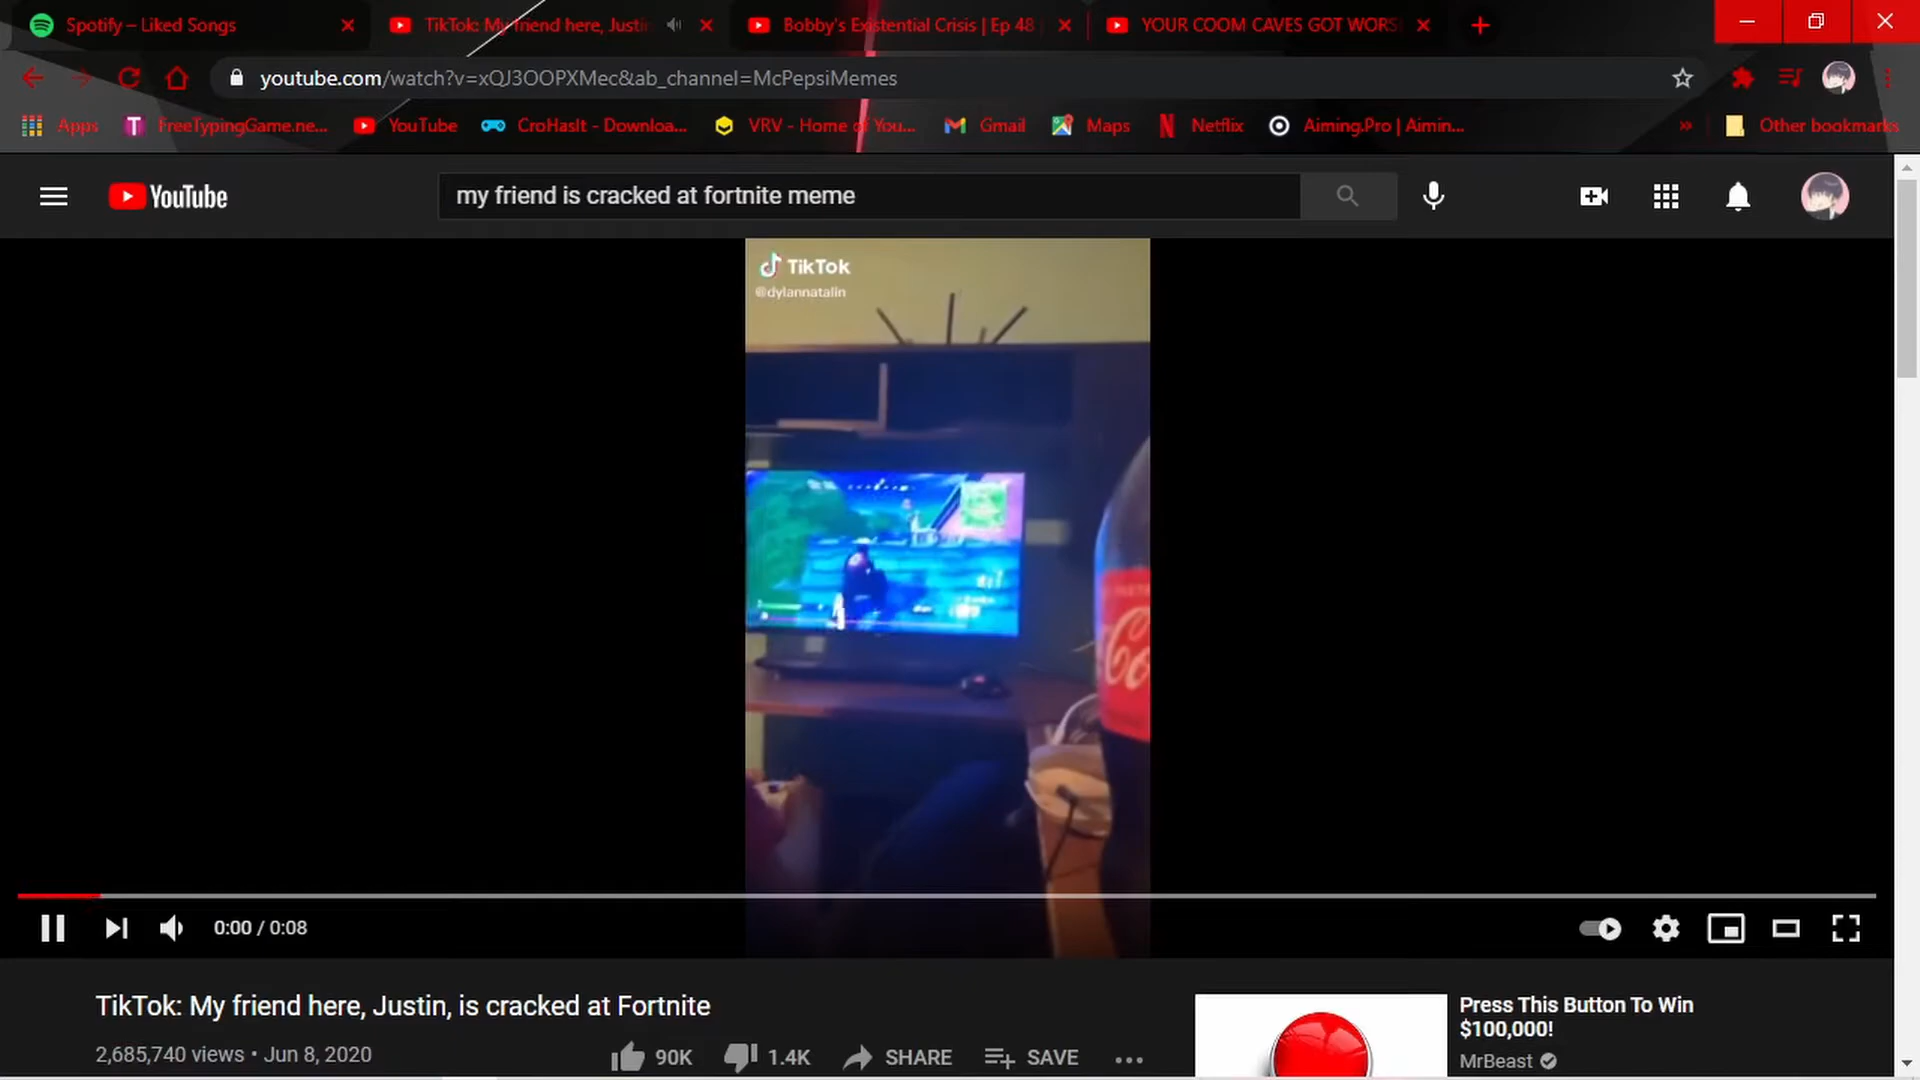 Spotify – Liked Songs
TikTok: My friend here, Justin
Bobby's Existential Crisis | Ep 48
YOUR COOM CAVES GOT WORS
youtube.com/watch?v=xQJ3OOPXMec&ab_channel=McPepsiMemes
Apps
FreeTypingGame.ne...
YouTube
CroHasIt - Downloa...
VRV - Home of You...
Gmail
Maps
Netflix
Aiming.Pro | Aimin...
»
Other bookmarks
YouTube
my friend is cracked at fortnite meme
TikTok
@dylannatalin
Co
0:00 / 0:08
TikTok: My friend here, Justin, is cracked at Fortnite
2,685,740 views • Jun 8, 2020
90K
1.4K
SHARE
SAVE
Press This Button To Win
$100,000!
MrBeast